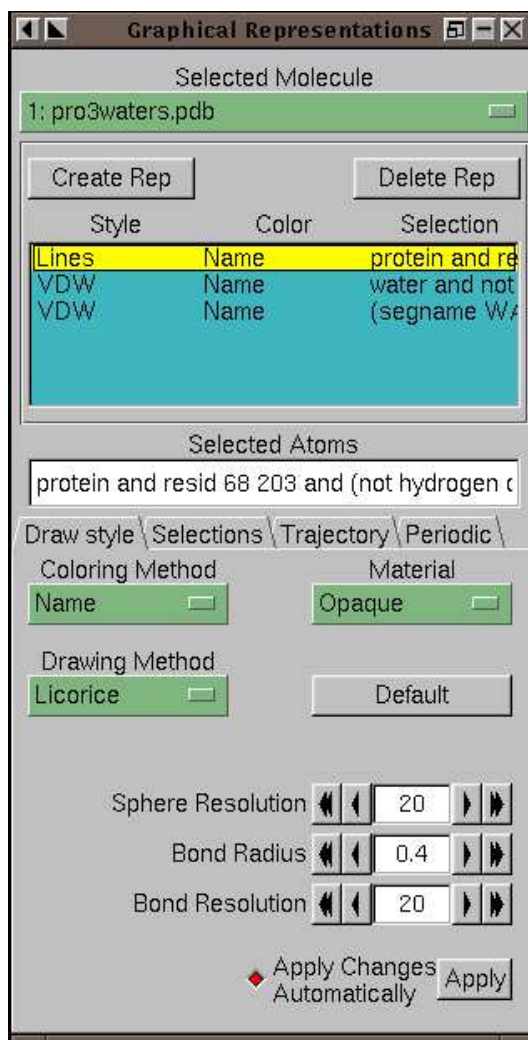 Graphical Representations
Selected Molecule
1: pro3waters.pdb
Create Rep Delete Rep
Style Color Selection
Lines Name protein and re
VDW Name water and not
VDW Name (segname WA
Selected Atoms
protein and resid 68 203 and (not hydrogen
Draw style Selections Trajectory Periodic
Coloring Method Material
Name Opaque
Drawing Method
Licorice Default
Sphere Resolution 20
Bond Radius 0.4
Bond Resolution 20
Apply Changes
Automatically Apply